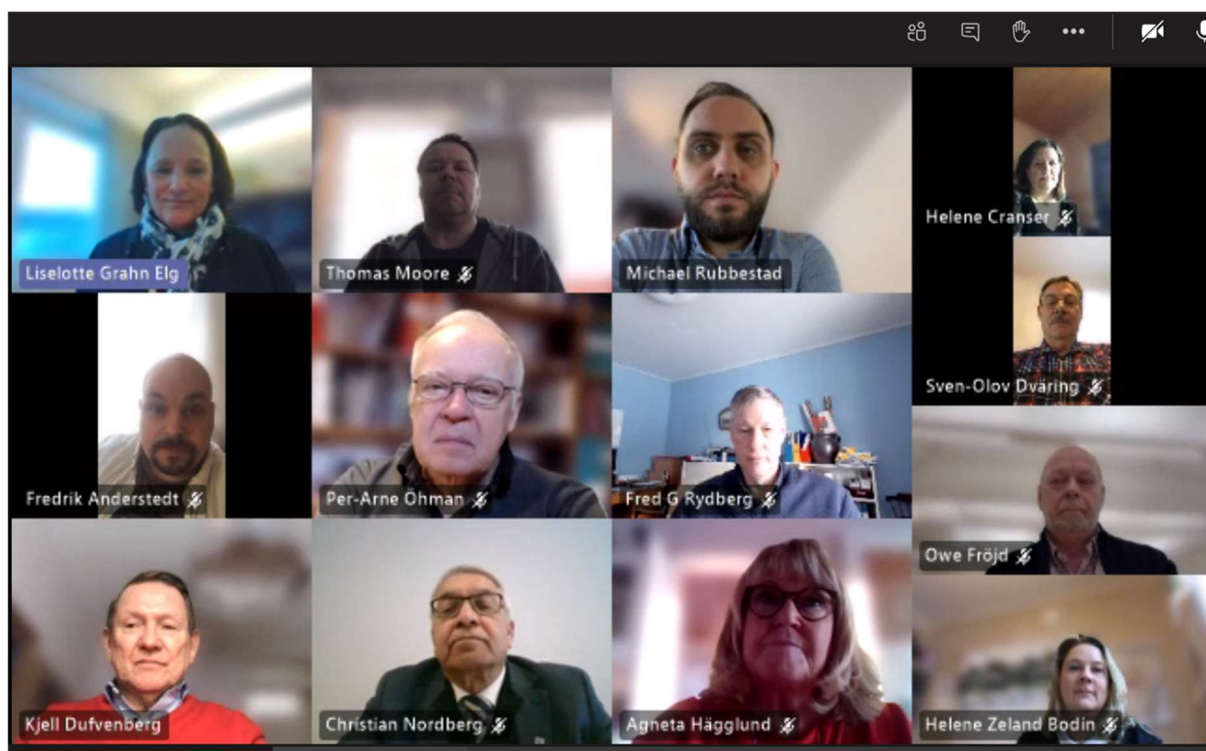 Liselotte Grahn Elg
Thomas Moore
Michael Rubbestad
Helene Cranser
Sven-Olov Dväring
Fredrik Anderstedt
Per-Arne Öhman
Fred G Rydberg
Owe Fröjd
Kjell Dufvenberg
Christian Nordberg
Agneta Hägglund
Helene Zeland Bodin